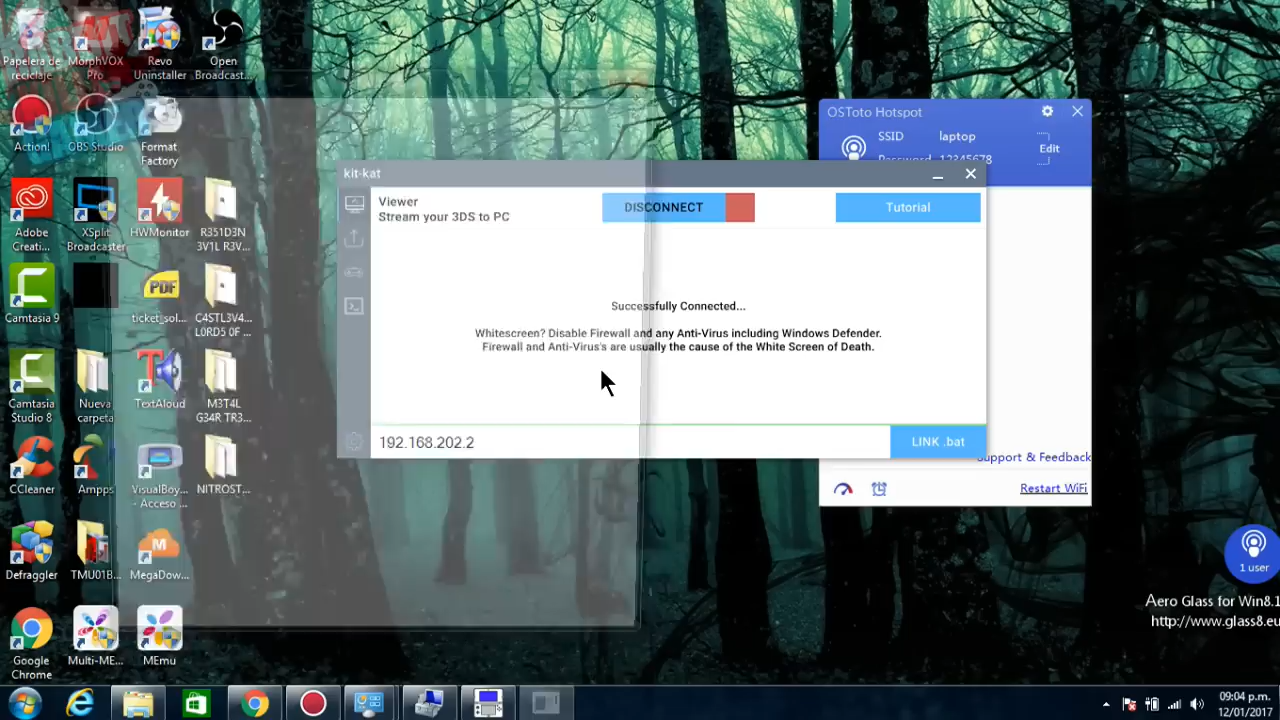 Papelera de
reciclaje
MorphVOX
Pro
Revo
Uninstaller
Open
Broadcast...
Action!
OBS Studio
Format
Factory
Adobe
Creati...
XSplit
Broadcaster
HWMonitor
R351D3N
3V1L R3V...
Camtasia 9
PDF
ticket_sol...
C4STL3V4...
L0RD5 0F ...
Camtasia
Studio 8
Nueva
carpeta
TextAloud
M3T4L
G34R TR3...
CCleaner
Ampps
VisualBoy...
- Acceso ...
NITROST...
Defraggler
TMU01B...
MegaDow...
Google
Chrome
Multi-ME...
MEmu
kit-kat
Viewer
Stream your 3DS to PC
DISCONNECT
Tutorial
Successfully Connected...
Whitescreen? Disable Firewall and any Anti-Virus including Windows Defender.
Firewall and Anti-Virus's are usually the cause of the White Screen of Death.
192.168.202.2
LINK .bat
OSToto Hotspot
SSID laptop
Password 12345678
Edit
Support & Feedback
Restart WiFi
1 user
Aero Glass for Win8.1
http://www.glass8.eu
09:04 p.m.
12/01/2017